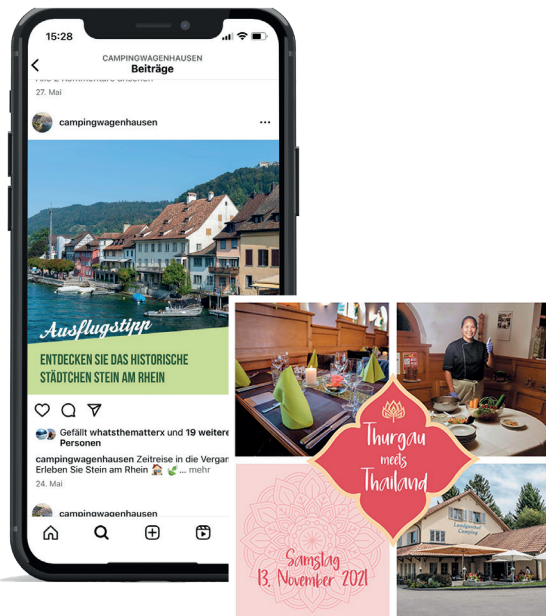 15:28
CAMPINGWAGENHAUSEN
Beiträge
27. Mai
campingwagenhausen
Ausflugstipp
ENTDECKEN SIE DAS HISTORISCHE
STÄDTCHEN STEIN AM RHEIN
Gefällt whatsthematterx und 19 weitere
Personen
campingwagenhausen Zeitreise in die Vergan
Erleben Sie Stein am Rhein 🏠 🌿 ... mehr
24. Mai
campingwagenhausen
Thurgau
meets
Thailand
Samstag
13. November 2021
Landgasthof
Camping